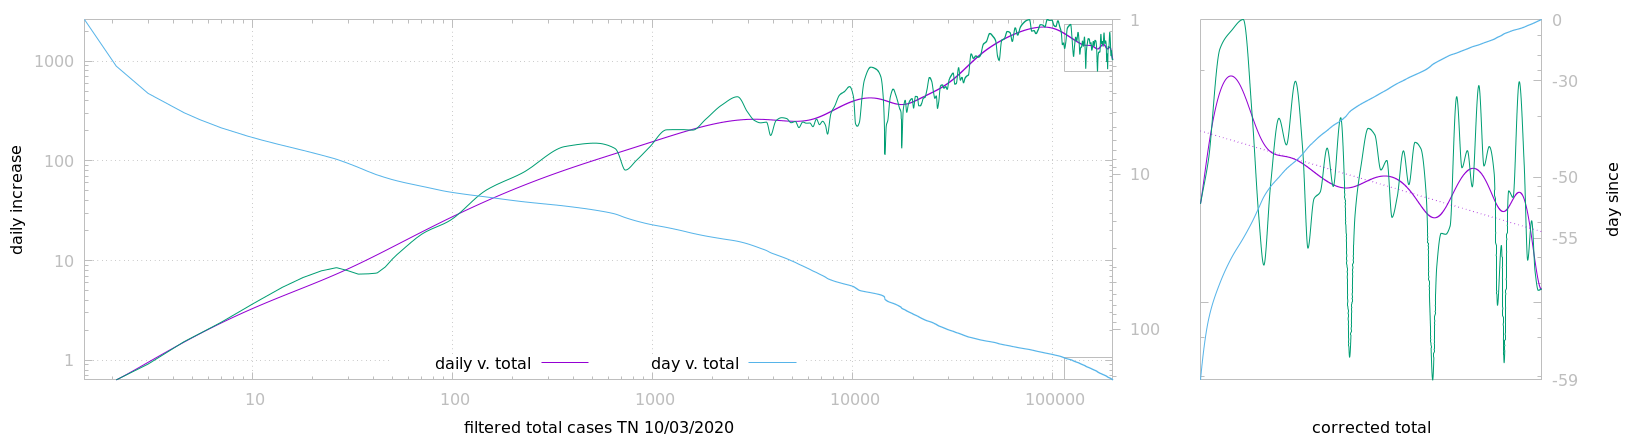 1000
100
10
1
daily increase
10
100
1000
10000
100000
filtered total cases TN 10/03/2020
daily v. total
day v. total
1
10
100
0
-30
-50
-55
-59
day since
corrected total